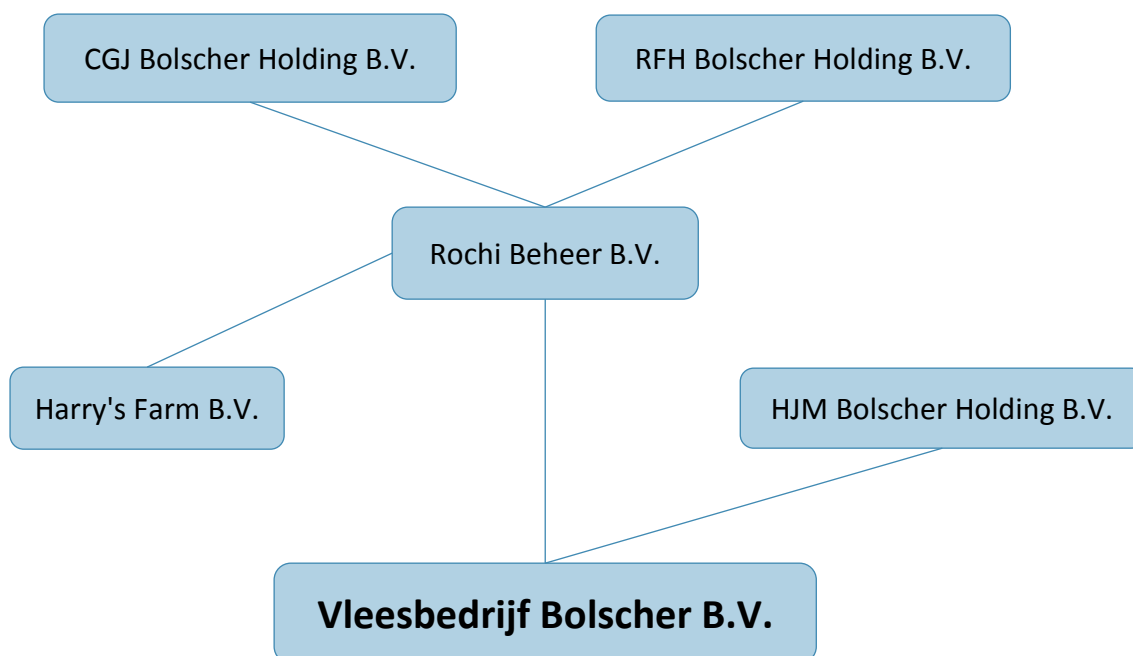 CGJ Bolscher Holding B.V.
RFH Bolscher Holding B.V.
Rochi Beheer B.V.
Harry's Farm B.V.
HJM Bolscher Holding B.V.
Vleesbedrijf Bolscher B.V.